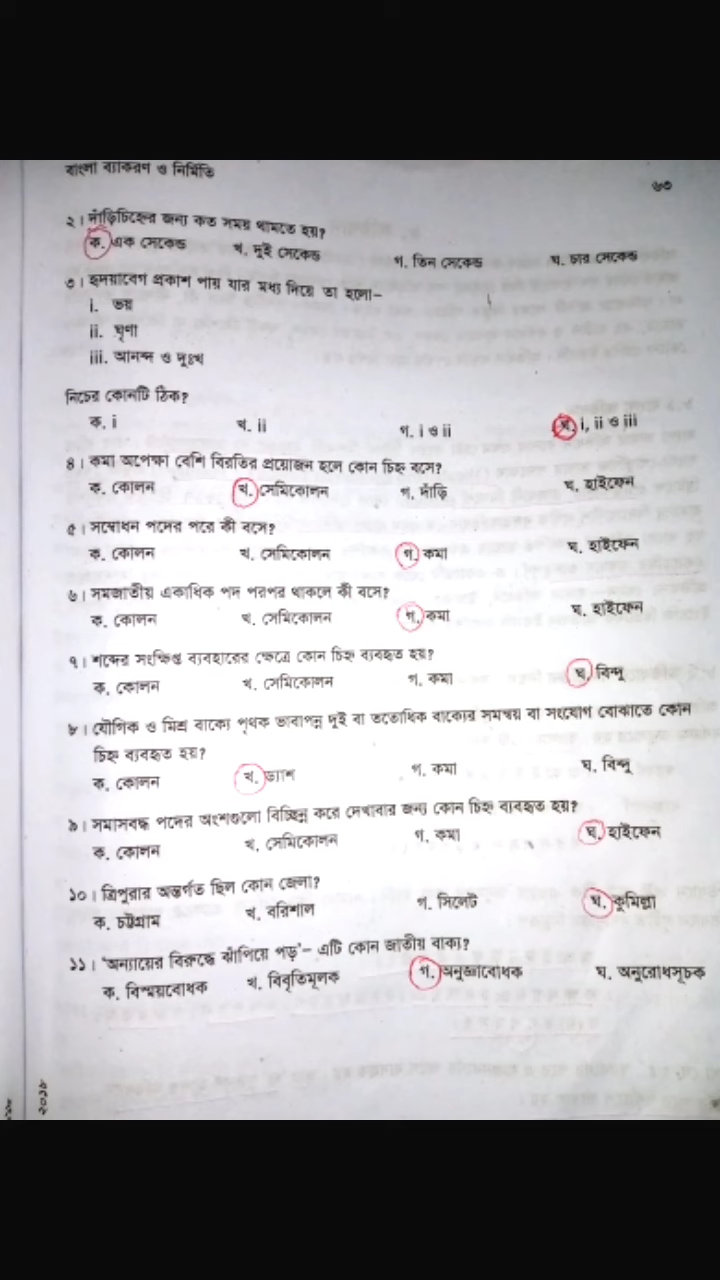 বাংলা ব্যাকরণ ও নির্মিতি
৬৩
২। দাঁড়িচিহ্নের জন্য কত সময় থামতে হয়?
ক. এক সেকেন্ড খ. দুই সেকেন্ড গ. তিন সেকেন্ড ঘ. চার সেকেন্ড
৩। হৃদয়াবেগ প্রকাশ পায় যার মধ্য দিয়ে তা হলো–
i. ভয়
ii. ঘৃণা
iii. আনন্দ ও দুঃখ
নিচের কোনটি ঠিক?
ক. i খ. ii গ. i ও ii ঘ. i, ii ও iii
৪। কমা অপেক্ষা বেশি বিরতির প্রয়োজন হলে কোন চিহ্ন বসে?
ক. কোলন খ. সেমিকোলন গ. দাঁড়ি ঘ. হাইফেন
৫। সম্বোধন পদের পরে কী বসে?
ক. কোলন খ. সেমিকোলন গ. কমা ঘ. হাইফেন
৬। সমজাতীয় একাধিক পদ পরপর থাকলে কী বসে?
ক. কোলন খ. সেমিকোলন গ. কমা ঘ. হাইফেন
৭। শব্দের সংক্ষিপ্ত ব্যবহারের ক্ষেত্রে কোন চিহ্ন ব্যবহৃত হয়?
ক. কোলন খ. সেমিকোলন গ. কমা ঘ. বিন্দু
৮। যৌগিক ও মিশ্র বাক্যে পৃথক ভাবাপন্ন দুই বা ততোধিক বাক্যের সমন্বয় বা সংযোগ বোঝাতে কোন
চিহ্ন ব্যবহৃত হয়?
ক. কোলন খ. ড্যাশ গ. কমা ঘ. বিন্দু
৯। সমাসবদ্ধ পদের অংশগুলো বিচ্ছিন্ন করে দেখাবার জন্য কোন চিহ্ন ব্যবহৃত হয়?
ক. কোলন খ. সেমিকোলন গ. কমা ঘ. হাইফেন
১০। ত্রিপুরার অন্তর্গত ছিল কোন জেলা?
ক. চট্টগ্রাম খ. বরিশাল গ. সিলেট ঘ. কুমিল্লা
১১। 'অন্যায়ের বিরুদ্ধে ঝাঁপিয়ে পড়'– এটি কোন জাতীয় বাক্য?
ক. বিস্ময়বোধক খ. বিবৃতিমূলক গ. অনুজ্ঞাবোধক ঘ. অনুরোধসূচক
২০১৮